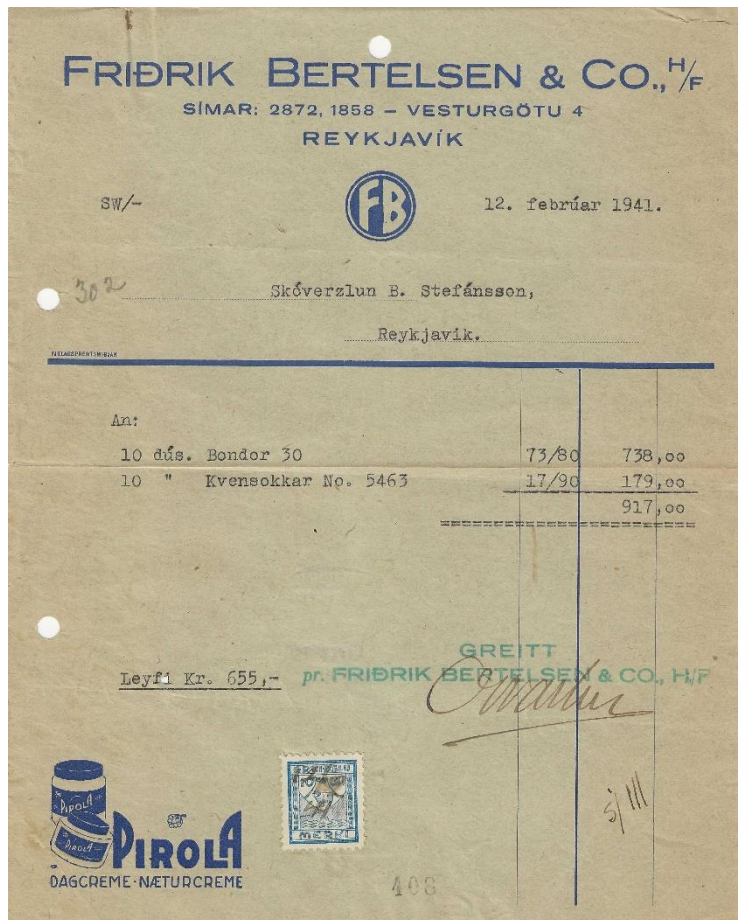 FRIÐRIK BERTELSEN & CO., H/F
SÍMAR: 2872, 1858 – VESTURGÖTU 4
REYKJAVÍK
SW/-
FB
12. febrúar 1941.
302
Skóverzlun B. Stefánsson,
Reykjavik.
An:
10 dús. Bondor 30 73/80 738,00
10 " Kvensokkar No. 5463 17/90 179,00
917,00
GREITT
Leyfi Kr. 655,- pr. FRIÐRIK BERTELSEN & CO., H/F
MERKI
5/III
PIROLA
PIROLA
PIROLA
DAGCREME-NÆTURCREME
408